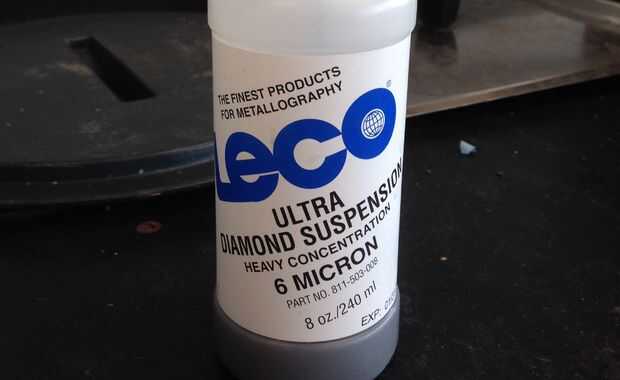 THE FINEST PRODUCTS
FOR METALLOGRAPHY
Leco®
ULTRA
DIAMOND SUSPENSION
HEAVY CONCENTRATION
6 MICRON
PART NO. 811-503-008
8 oz./240 ml
EXP: